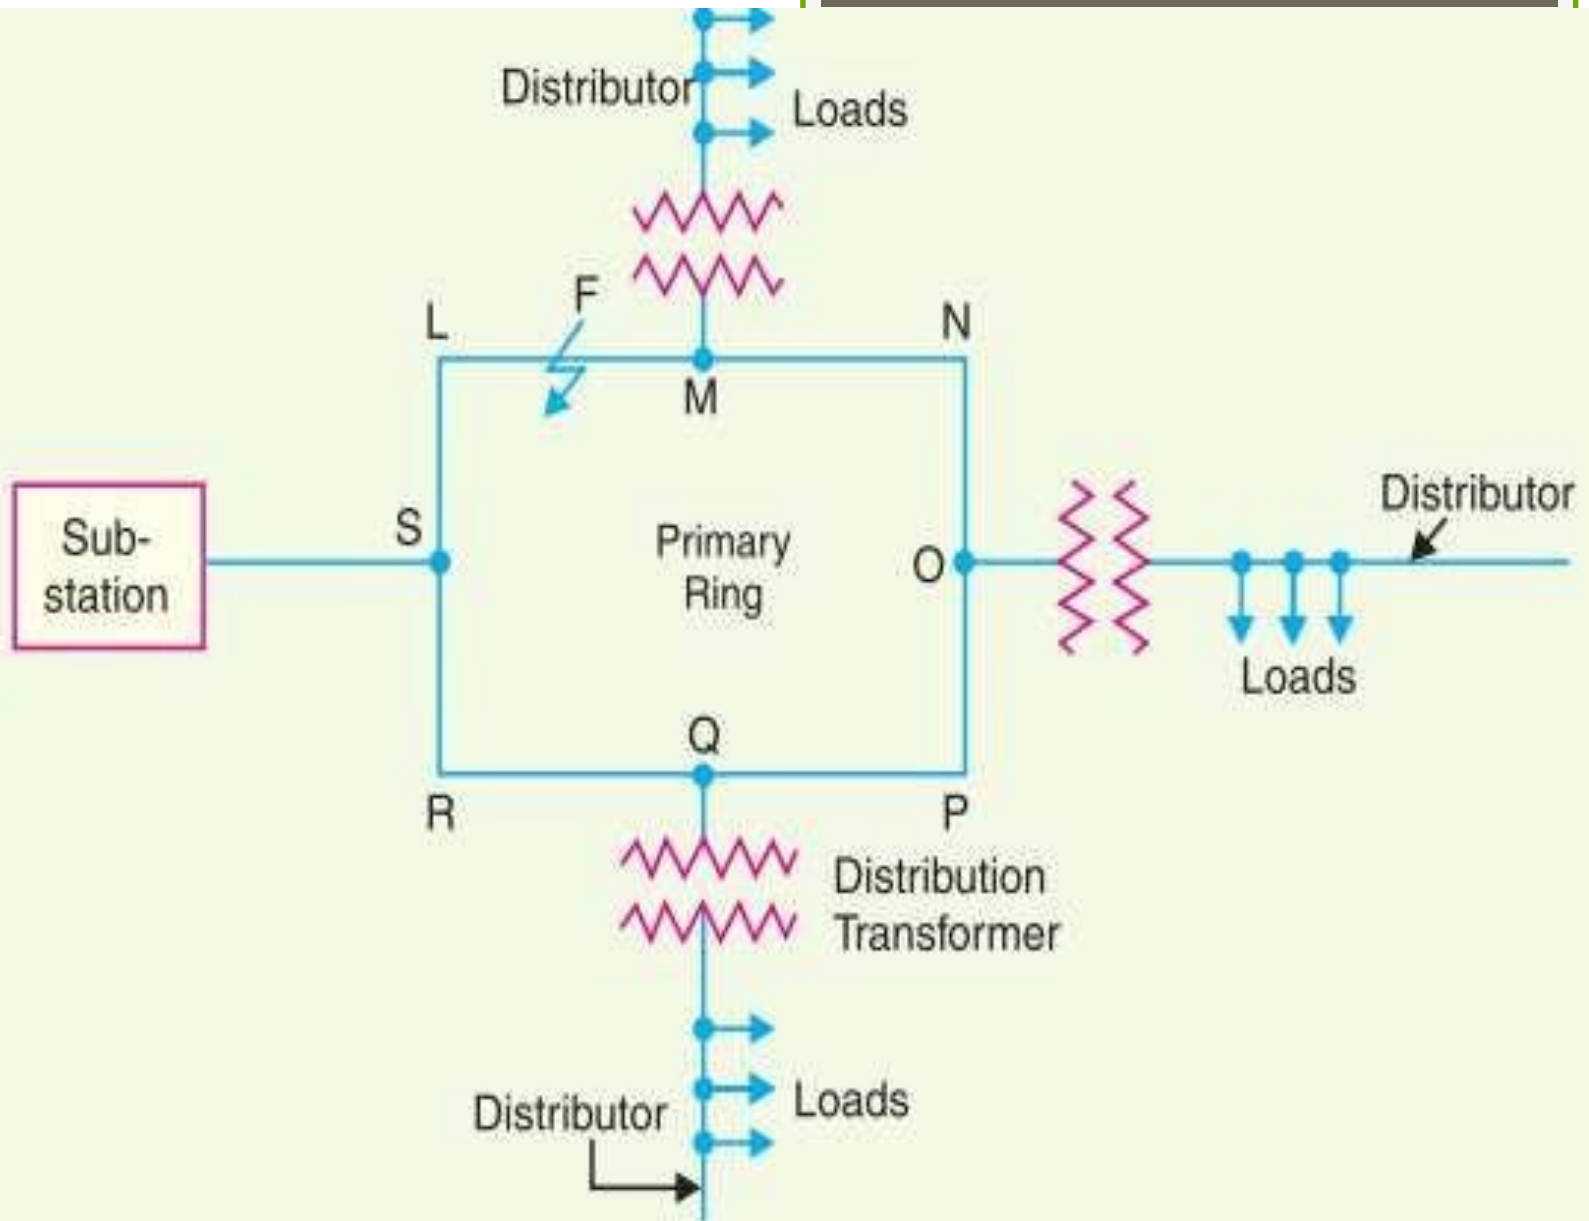 Distributor
Loads
F
L
N
M
Sub-
station
S
Primary
Ring
O
Distributor
Loads
Q
R
P
Distribution
Transformer
Loads
Distributor